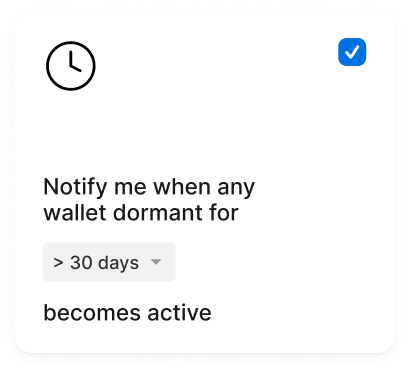 Notify me when any
wallet dormant for
> 30 days
becomes active